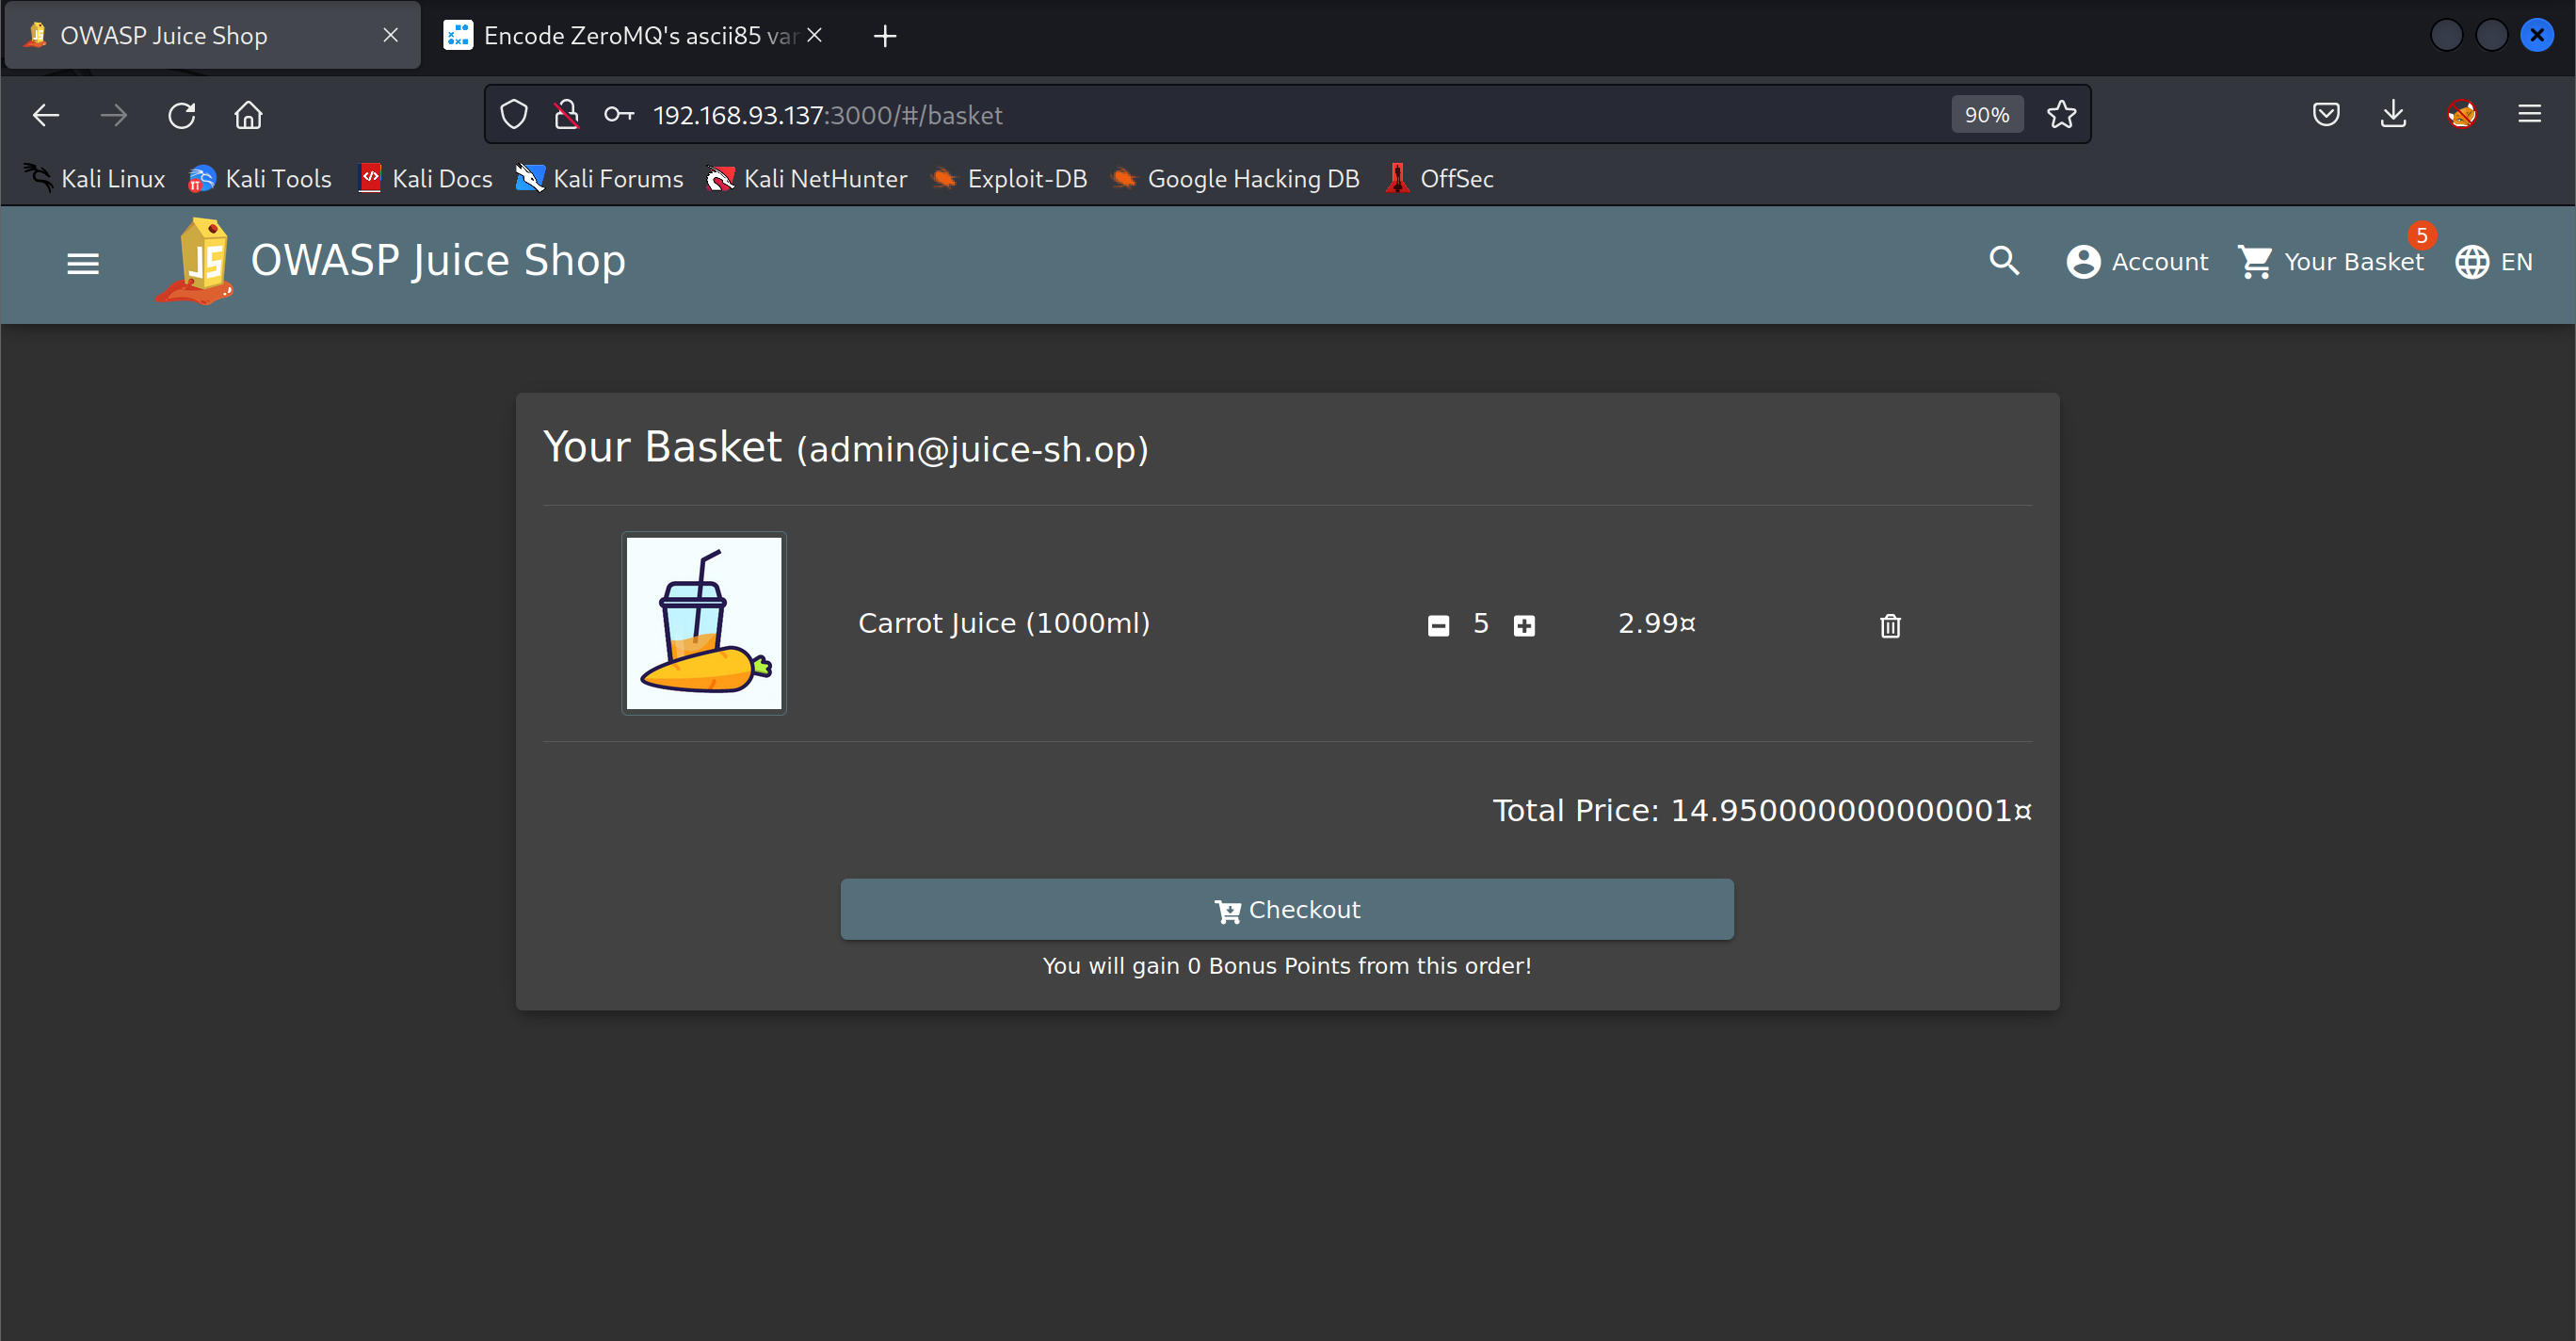 OWASP Juice Shop
Encode ZeroMQ's ascii85 var
192.168.93.137:3000/#/basket
90%
Kali Linux Kali Tools Kali Docs Kali Forums Kali NetHunter Exploit-DB Google Hacking DB OffSec
JS OWASP Juice Shop
Account
5
Your Basket
EN
Your Basket (admin@juice-sh.op)
Carrot Juice (1000ml) 5 2.99¤
Total Price: 14.950000000000001¤
Checkout
You will gain 0 Bonus Points from this order!